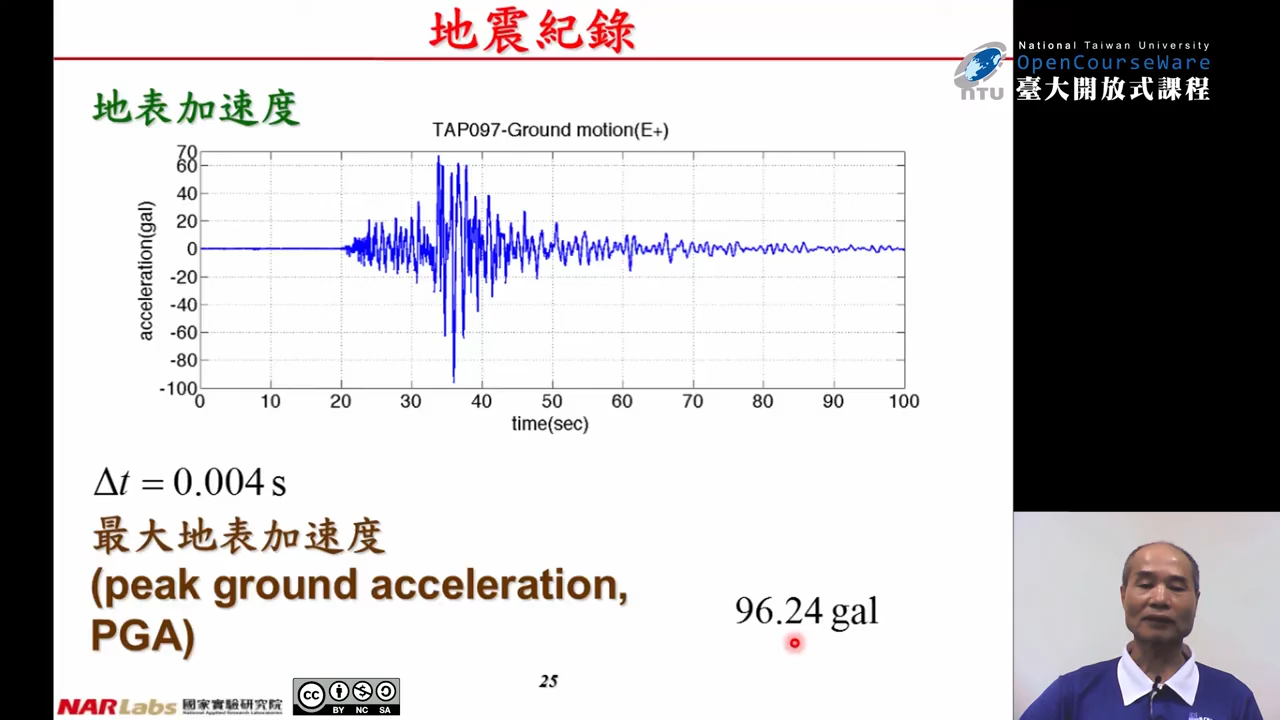 地震紀錄
National Taiwan University
OpenCourseWare
臺大開放式課程
NTU
地表加速度
TAP097-Ground motion(E+)
70
60
40
20
0
-20
-40
-60
-80
-100
acceleration(gal)
0 10 20 30 40 50 60 70 80 90 100
time(sec)
Δt = 0.004 s
最大地表加速度
(peak ground acceleration,
PGA)
96.24 gal
25
NARLabs 國家實驗研究院
National Applied Research Laboratories
CC BY NC SA